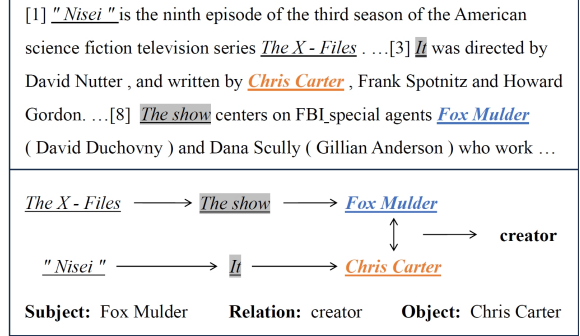 [1] " Nisei " is the ninth episode of the third season of the American
science fiction television series The X - Files . …[3] It was directed by
David Nutter , and written by Chris Carter , Frank Spotnitz and Howard
Gordon. …[8] The show centers on FBI special agents Fox Mulder
( David Duchovny ) and Dana Scully ( Gillian Anderson ) who work …
The X - Files The show Fox Mulder
creator
" Nisei " It Chris Carter
Subject: Fox Mulder Relation: creator Object: Chris Carter